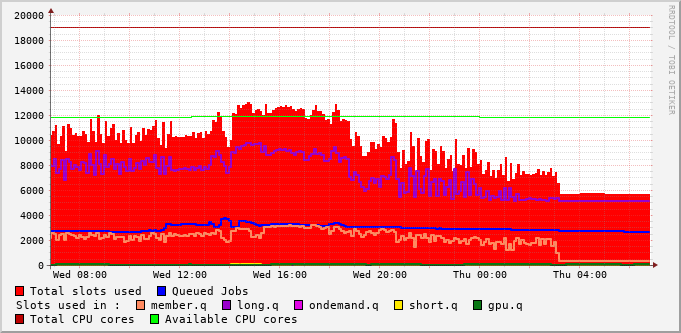 20000
18000
16000
14000
12000
10000
8000
6000
4000
2000
0
Wed 08:00 Wed 12:00 Wed 16:00 Wed 20:00 Thu 00:00 Thu 04:00
Total slots used Queued Jobs
Slots used in : member.q long.q ondemand.q short.q gpu.q
Total CPU cores Available CPU cores
RRDTOOL / TOBI OETIKER